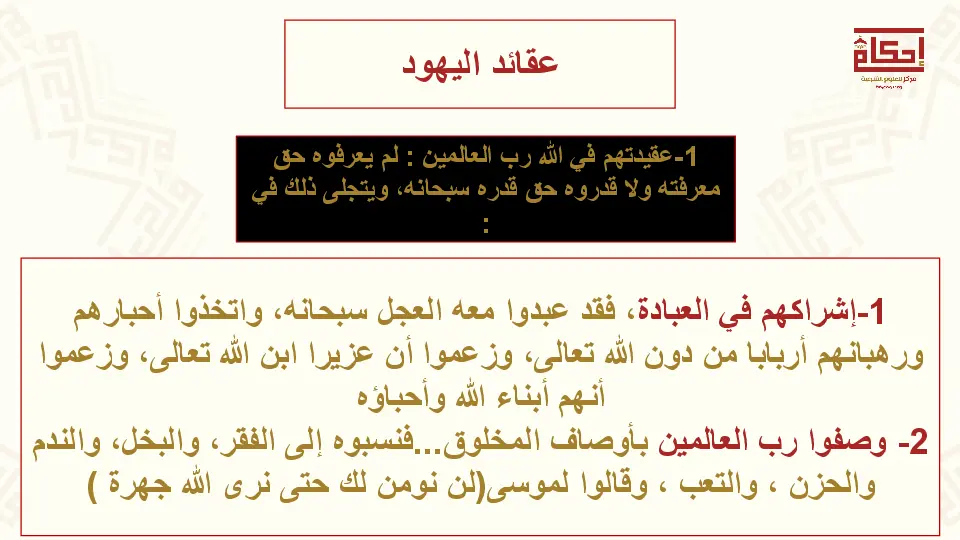 إحكام
مركز للعلوم الشرعية
عقائد اليهود
1-عقيدتهم في الله رب العالمين : لم يعرفوه حق
معرفته ولا قدروه حق قدره سبحانه، ويتجلى ذلك في
:
1-إشراكهم في العبادة، فقد عبدوا معه العجل سبحانه، واتخذوا أحبارهم
ورهبانهم أربابا من دون الله تعالى، وزعموا أن عزيرا ابن الله تعالى، وزعموا
أنهم أبناء الله وأحباؤه
2- وصفوا رب العالمين بأوصاف المخلوق...فنسبوه إلى الفقر، والبخل، والندم
والحزن ، والتعب ، وقالوا لموسى(لن نومن لك حتى نرى الله جهرة )